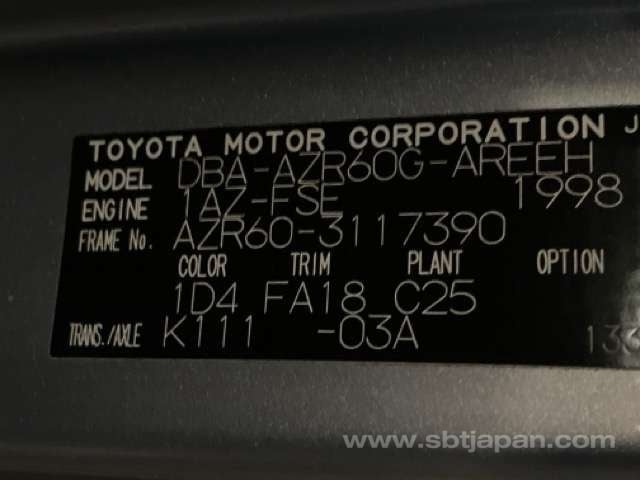 TOYOTA MOTOR CORPORATION J
MODEL DBA-AZR60G-AREEH
ENGINE 1AZ-FSE 1998
FRAME No. AZR60-3117390
COLOR TRIM PLANT OPTION
1D4 FA18 C25
TRANS./AXLE K111 -03A 133
www.sbtjapan.com